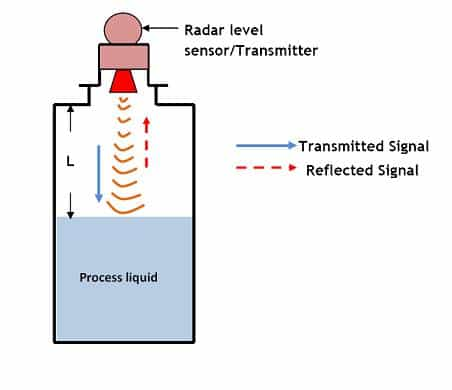 Radar level
sensor/Transmitter
L
Transmitted Signal
Reflected Signal
Process liquid